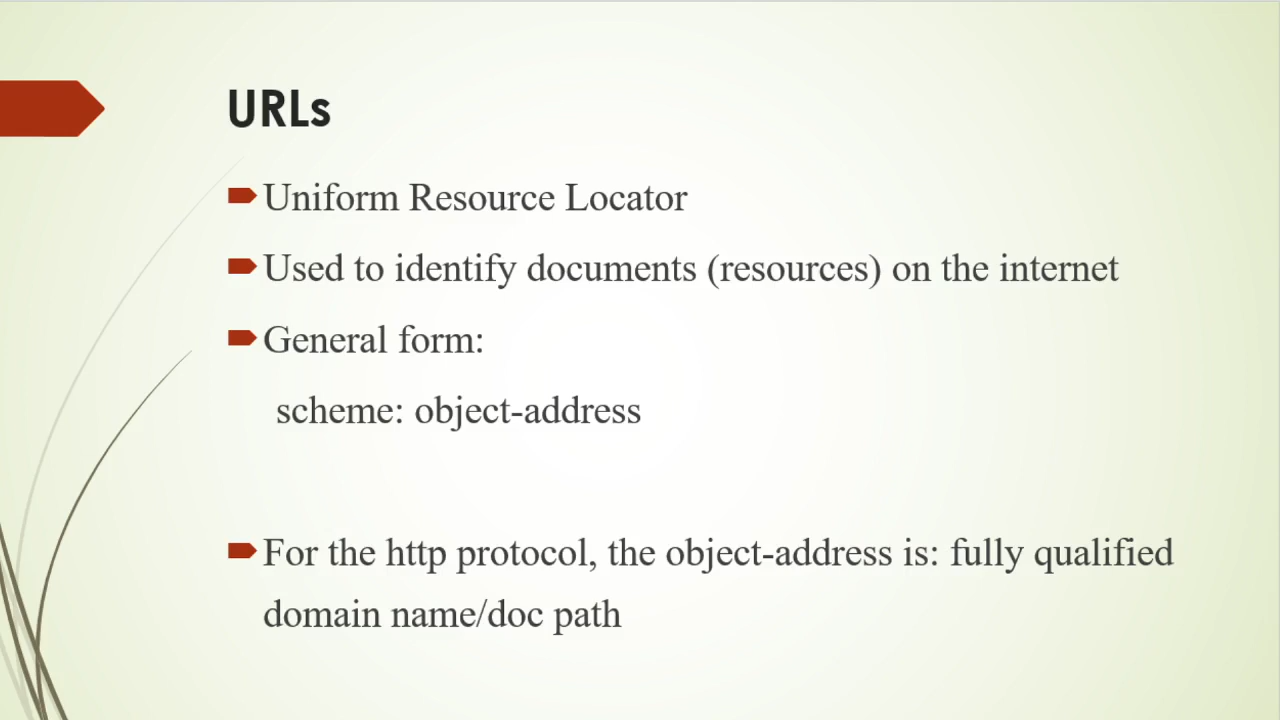 URLs
Uniform Resource Locator
Used to identify documents (resources) on the internet
General form:
scheme: object-address
For the http protocol, the object-address is: fully qualified
domain name/doc path